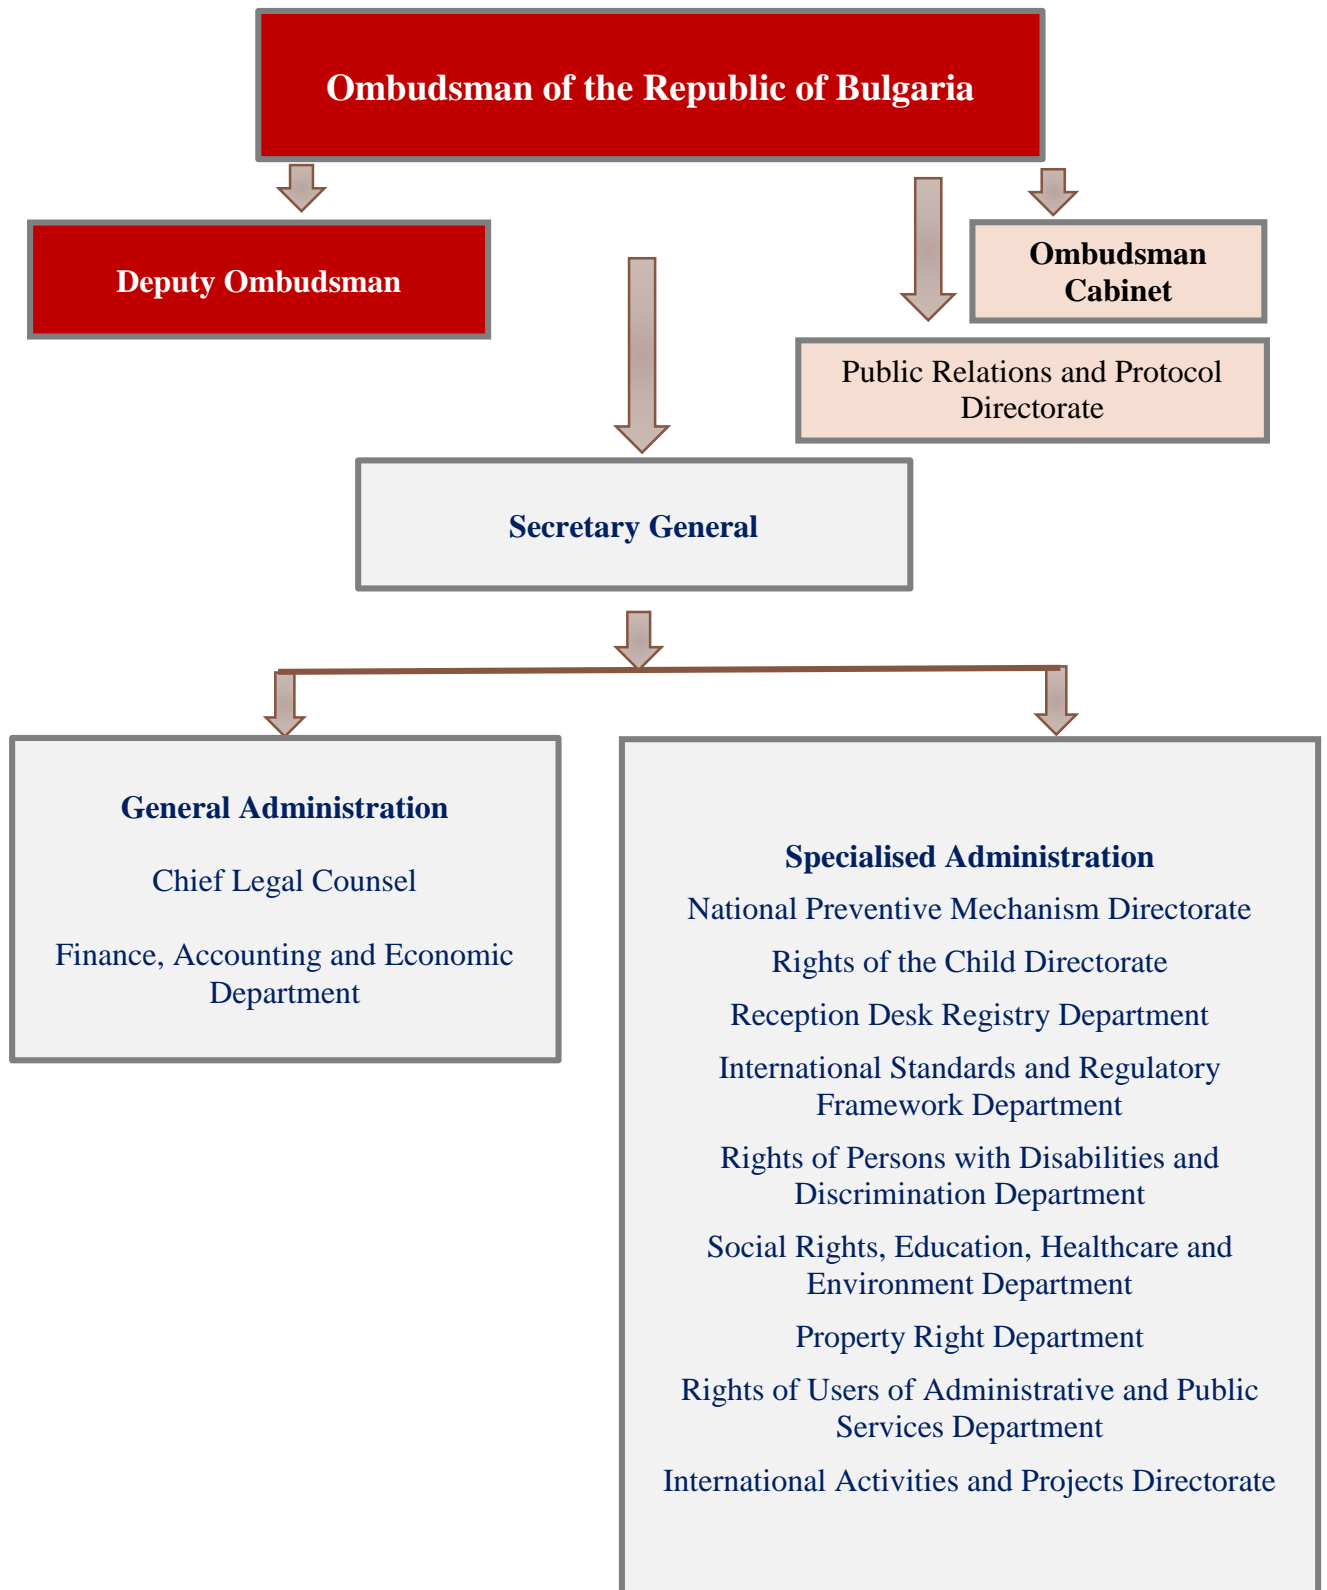 Ombudsman of the Republic of Bulgaria
Deputy Ombudsman
Ombudsman
Cabinet
Public Relations and Protocol
Directorate
Secretary General
General Administration
Chief Legal Counsel
Finance, Accounting and Economic
Department
Specialised Administration
National Preventive Mechanism Directorate
Rights of the Child Directorate
Reception Desk Registry Department
International Standards and Regulatory
Framework Department
Rights of Persons with Disabilities and
Discrimination Department
Social Rights, Education, Healthcare and
Environment Department
Property Right Department
Rights of Users of Administrative and Public
Services Department
International Activities and Projects Directorate